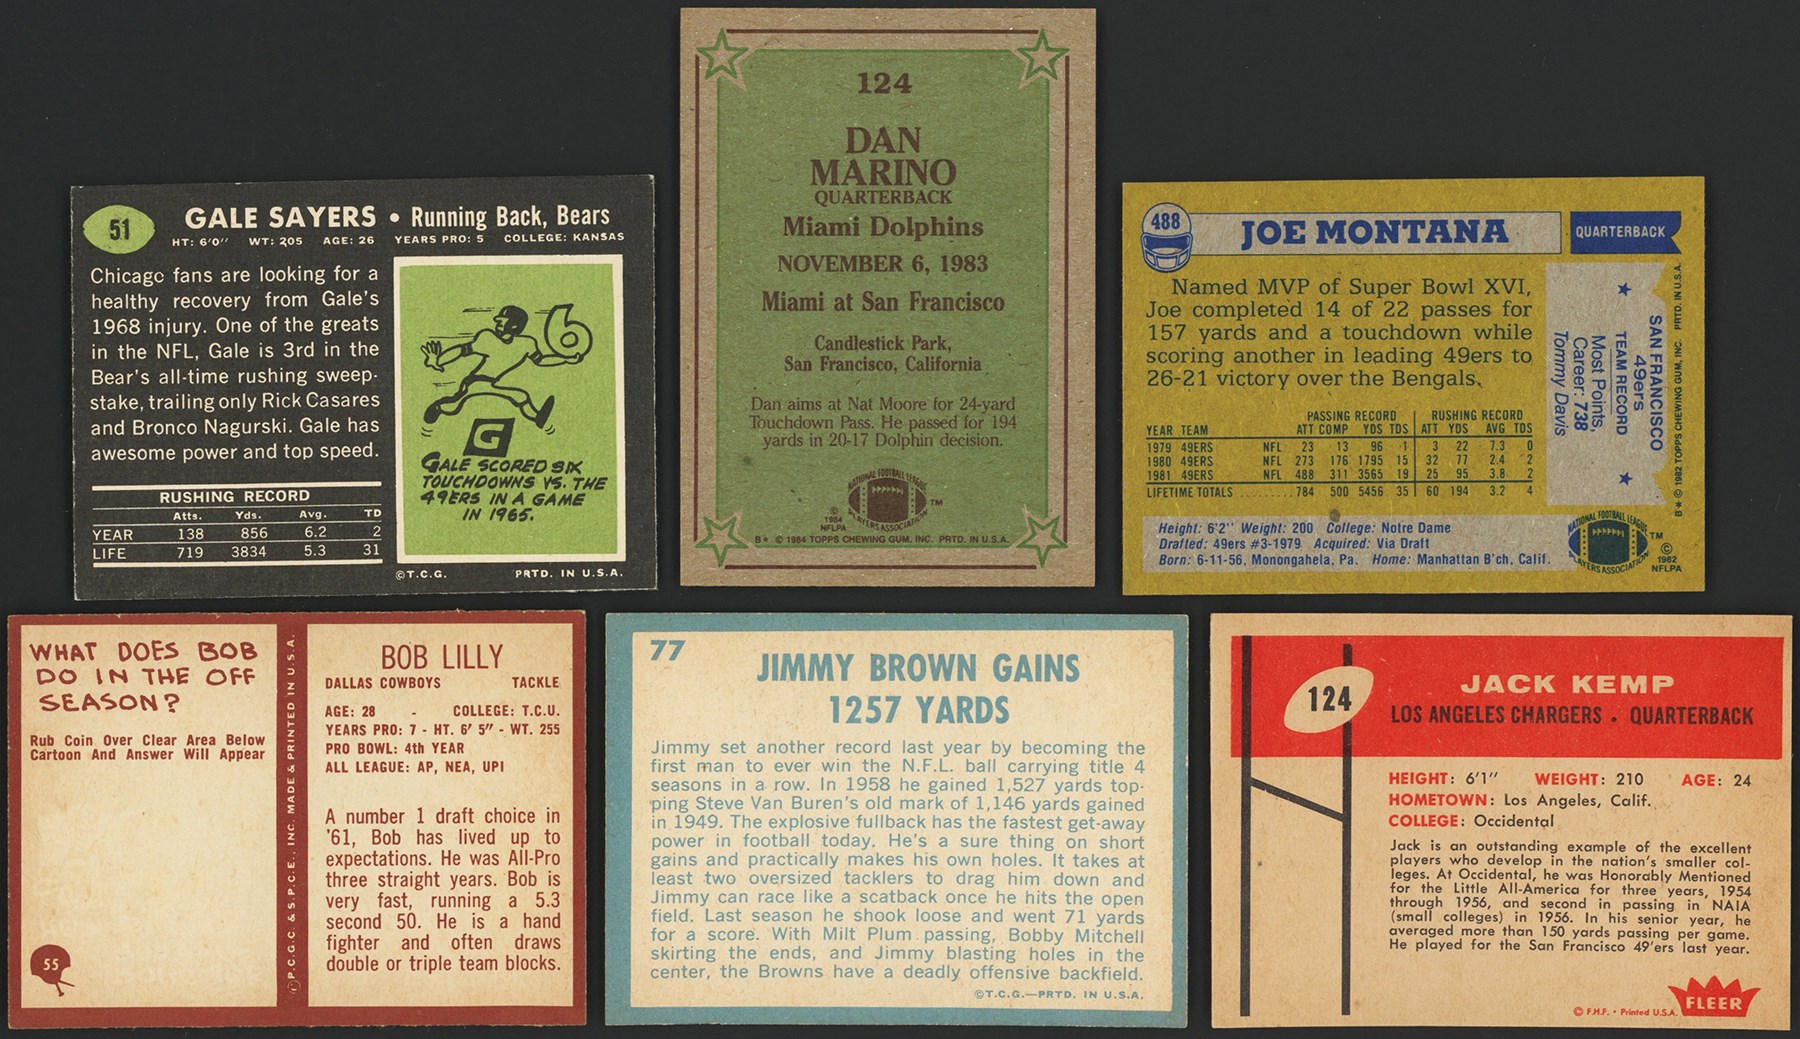 51
GALE SAYERS • Running Back, Bears
HT: 6'0" WT: 205 AGE: 26 YEARS PRO: 5 COLLEGE: KANSAS
Chicago fans are looking for a
healthy recovery from Gale's
1968 injury. One of the greats
in the NFL, Gale is 3rd in the
Bear's all-time rushing sweep-
stake, trailing only Rick Casares
and Bronco Nagurski. Gale has
awesome power and top speed.
RUSHING RECORD
Atts. Yds. Avg. TD
YEAR 138 856 6.2 2
LIFE 719 3834 5.3 31
6
G
GALE SCORED SIX
TOUCHDOWNS VS. THE
49ERS IN A GAME
IN 1965.
©T.C.G. PRTD. IN U.S.A.
124
DAN
MARINO
QUARTERBACK
Miami Dolphins
NOVEMBER 6, 1983
Miami at San Francisco
Candlestick Park,
San Francisco, California
Dan aims at Nat Moore for 24-yard
Touchdown Pass. He passed for 194
yards in 20-17 Dolphin decision.
NATIONAL FOOTBALL LEAGUE
PLAYERS ASSOCIATION
TM
© 1984
NFLPA
B* © 1984 TOPPS CHEWING GUM, INC. PRTD. IN U.S.A.
488
JOE MONTANA
QUARTERBACK
Named MVP of Super Bowl XVI,
Joe completed 14 of 22 passes for
157 yards and a touchdown while
scoring another in leading 49ers to
26-21 victory over the Bengals.
PASSING RECORD RUSHING RECORD
YEAR TEAM ATT COMP YDS TDS ATT YDS AVG TDS
1979 49ERS NFL 23 13 96 1 3 22 7.3 0
1980 49ERS NFL 273 176 1795 15 32 77 2.4 2
1981 49ERS NFL 488 311 3565 19 25 95 3.8 2
LIFETIME TOTALS .......... 784 500 5456 35 60 194 3.2 4
Height: 6'2" Weight: 200 College: Notre Dame
Drafted: 49ers #3-1979 Acquired: Via Draft
Born: 6-11-56, Monongahela, Pa. Home: Manhattan B'ch, Calif.
SAN FRANCISCO
49ers
TEAM RECORD
Most Points,
Career: 738
Tommy Davis
B* © 1982 TOPPS CHEWING GUM, INC. PRTD. IN U.S.A.
NATIONAL FOOTBALL LEAGUE
PLAYERS ASSOCIATION
TM
© 1982
NFLPA
WHAT DOES BOB
DO IN THE OFF
SEASON?
Rub Coin Over Clear Area Below
Cartoon And Answer Will Appear
55
© P.C.G.C. & S.P.C.E., INC. MADE & PRINTED IN U.S.A.
BOB LILLY
DALLAS COWBOYS TACKLE
AGE: 28 - COLLEGE: T.C.U.
YEARS PRO: 7 - HT. 6' 5" - WT. 255
PRO BOWL: 4th YEAR
ALL LEAGUE: AP, NEA, UPI
A number 1 draft choice in
'61, Bob has lived up to
expectations. He was All-Pro
three straight years. Bob is
very fast, running a 5.3
second 50. He is a hand
fighter and often draws
double or triple team blocks.
77
JIMMY BROWN GAINS
1257 YARDS
Jimmy set another record last year by becoming the
first man to ever win the N.F.L. ball carrying title 4
seasons in a row. In 1958 he gained 1,527 yards top-
ping Steve Van Buren's old mark of 1,146 yards gained
in 1949. The explosive fullback has the fastest get-away
power in football today. He's a sure thing on short
gains and practically makes his own holes. It takes at
least two oversized tacklers to drag him down and
Jimmy can race like a scatback once he hits the open
field. Last season he shook loose and went 71 yards
for a score. With Milt Plum passing, Bobby Mitchell
skirting the ends, and Jimmy blasting holes in the
center, the Browns have a deadly offensive backfield.
©T.C.G.—PRTD. IN U.S.A.
124
JACK KEMP
LOS ANGELES CHARGERS • QUARTERBACK
HEIGHT: 6'1" WEIGHT: 210 AGE: 24
HOMETOWN: Los Angeles, Calif.
COLLEGE: Occidental
Jack is an outstanding example of the excellent
players who develop in the nation's smaller col-
leges. At Occidental, he was Honorably Mentioned
for the Little All-America for three years, 1954
through 1956, and second in passing in NAIA
(small colleges) in 1956. In his senior year, he
averaged more than 150 yards passing per game.
He played for the San Francisco 49'ers last year.
© F.H.F. • Printed U.S.A.
FLEER